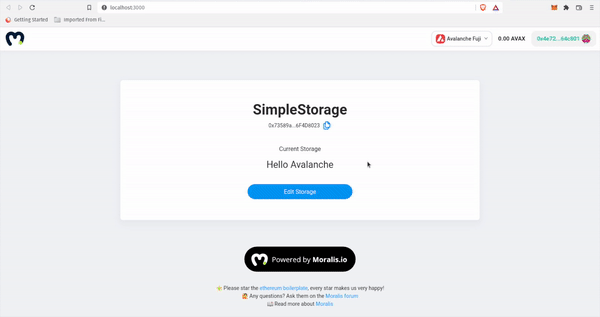 localhost:3000
Getting Started Imported From Fi...
Avalanche Fuji 0.00 AVAX 0x4e72...64c801
SimpleStorage
0x73589a...6F4D6023
Current Storage
Hello Avalanche
Edit Storage
Powered by Moralis.io
⭐ Please star the ethereum boilerplate, every star makes us very happy!
🙋 Any questions? Ask them on the Moralis forum
📖 Read more about Moralis